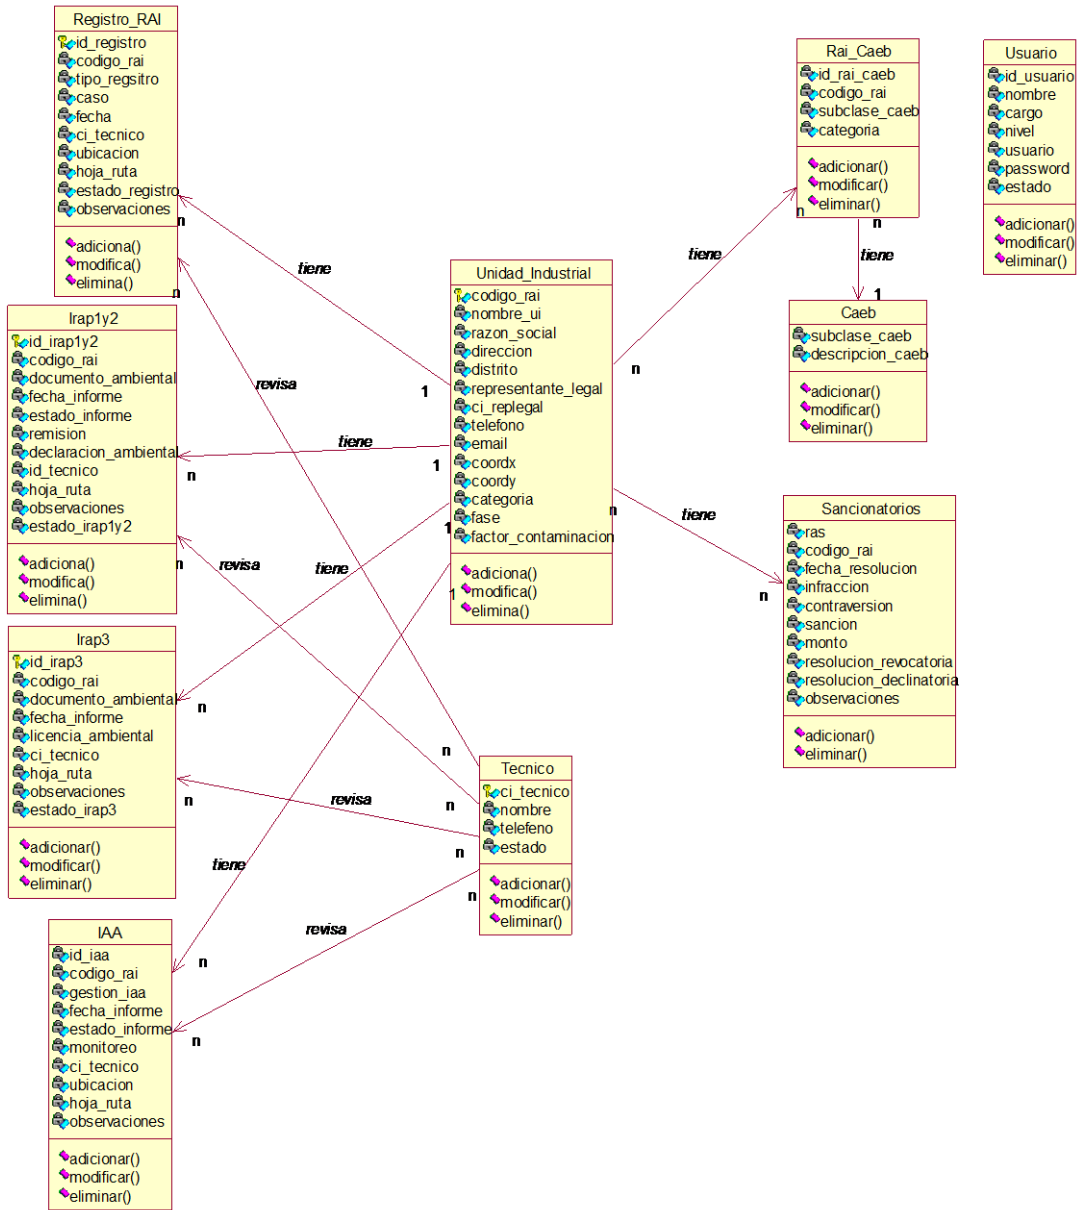 Registro_RAI
id_registro
codigo_rai
tipo_regsitro
caso
fecha
ci_tecnico
ubicacion
hoja_ruta
estado_registro
observaciones
adiciona()
modifica()
elimina()
Irap1y2
id_irap1y2
codigo_rai
documento_ambiental
fecha_informe
estado_informe
remision
declaracion_ambiental
id_tecnico
hoja_ruta
observaciones
estado_irap1y2
adiciona()
modifica()
elimina()
Irap3
id_irap3
codigo_rai
documento_ambiental
fecha_informe
licencia_ambiental
ci_tecnico
hoja_ruta
observaciones
estado_irap3
adicionar()
modificar()
eliminar()
IAA
id_iaa
codigo_rai
gestion_iaa
fecha_informe
estado_informe
monitoreo
ci_tecnico
ubicacion
hoja_ruta
observaciones
adicionar()
modificar()
eliminar()
n
tiene
1
n
revisa
n
tiene
1
n
n
revisa
n
tiene
1
n
n
revisa
n
tiene
1
n
n
revisa
n
Unidad_Industrial
codigo_rai
nombre_ui
razon_social
direccion
distrito
representante_legal
ci_replegal
telefono
email
coordx
coordy
categoria
fase
factor_contaminacion
adiciona()
modifica()
elimina()
Tecnico
ci_tecnico
nombre
telefeno
estado
adicionar()
modificar()
eliminar()
n
tiene
n
n
tiene
n
Rai_Caeb
id_rai_caeb
codigo_rai
subclase_caeb
categoria
adicionar()
modificar()
eliminar()
n
tiene
1
Caeb
subclase_caeb
descripcion_caeb
adicionar()
modificar()
eliminar()
Sancionatorios
ras
codigo_rai
fecha_resolucion
infraccion
contraversion
sancion
monto
resolucion_revocatoria
resolucion_declinatoria
observaciones
adicionar()
eliminar()
Usuario
id_usuario
nombre
cargo
nivel
usuario
password
estado
adicionar()
modificar()
eliminar()